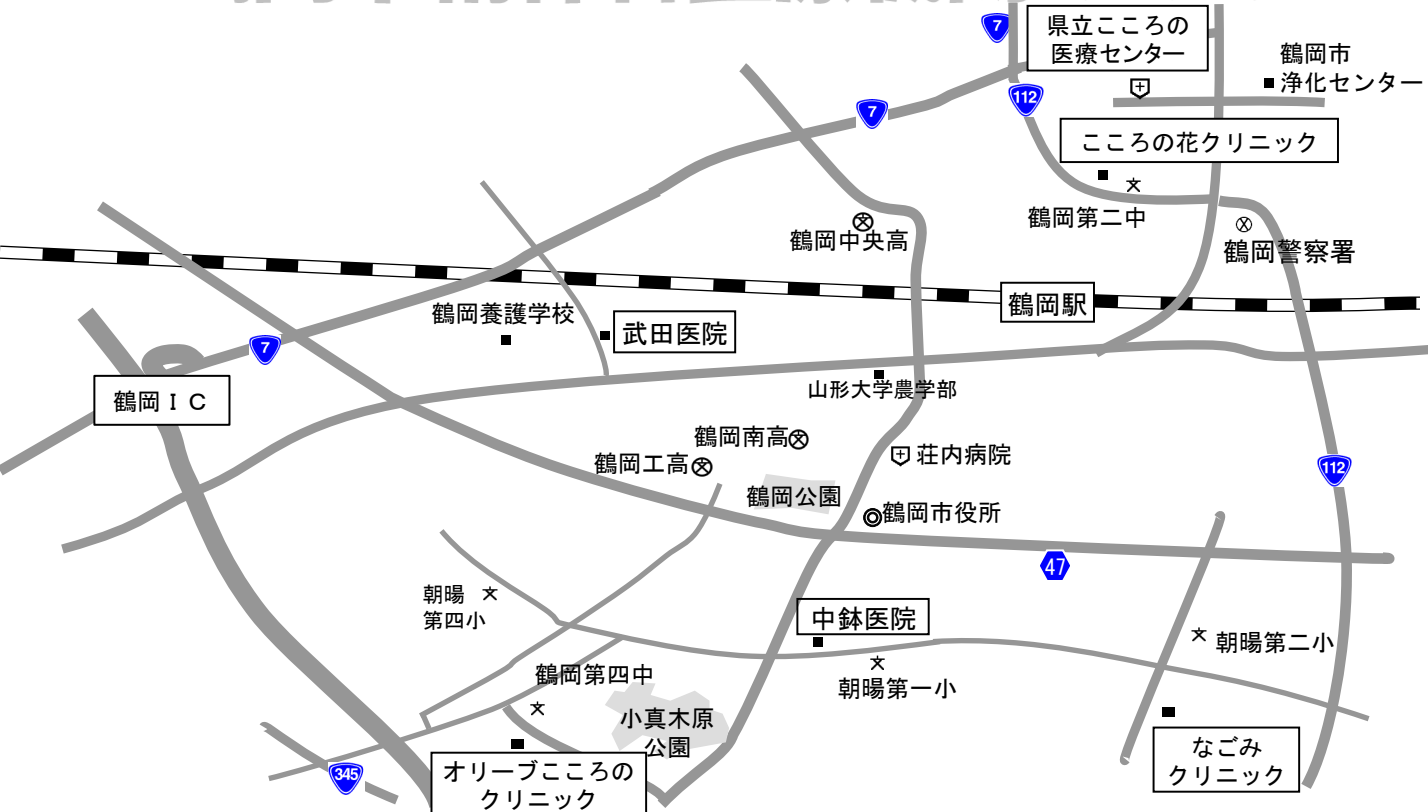 7
県立こころの
医療センター
鶴岡市
浄化センター
112
7
こころの花クリニック
鶴岡第二中
鶴岡中央高
鶴岡警察署
鶴岡駅
鶴岡養護学校
武田医院
7
鶴岡ＩＣ
山形大学農学部
鶴岡南高
鶴岡工高
荘内病院
112
鶴岡公園
鶴岡市役所
47
朝暘
第四小
中鉢医院
朝暘第二小
鶴岡第四中
朝暘第一小
小真木原
公園
なごみ
クリニック
345
オリーブこころの
クリニック